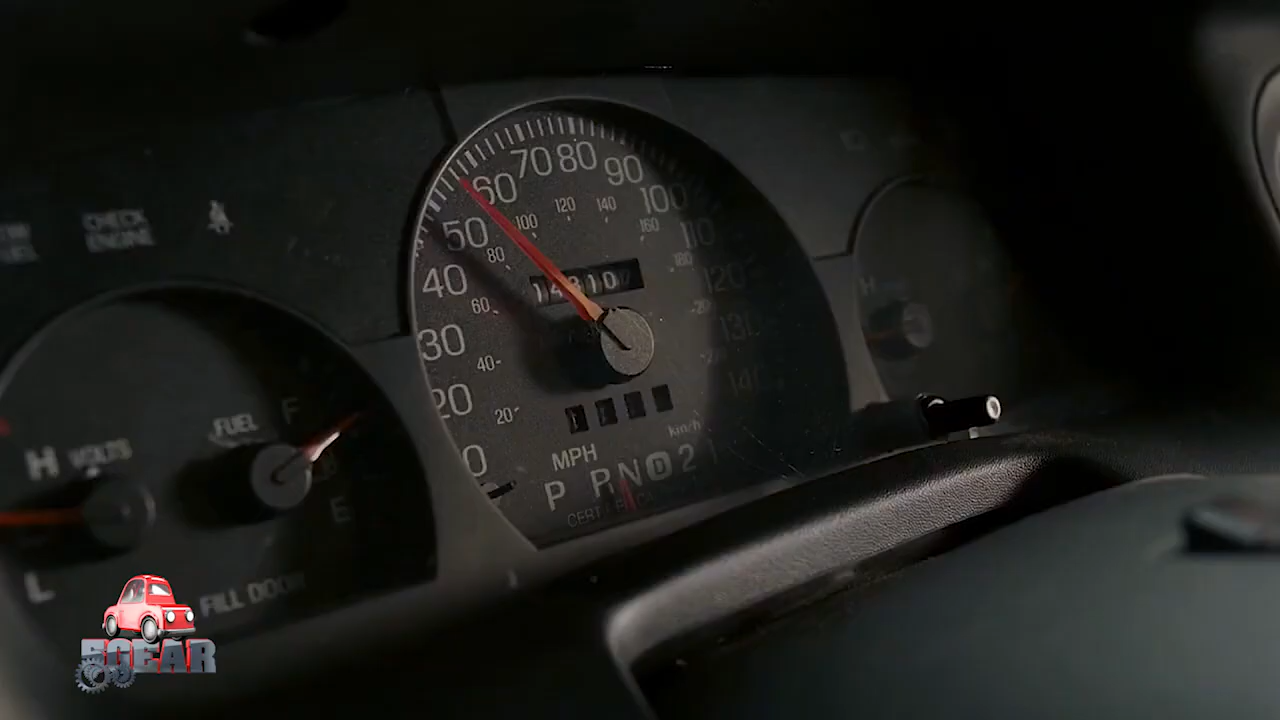 CHECK
ENGINE
H VOLTS
L
FUEL
F
E
FILL DOOR
0
20
30
40
50
60
70
80
90
100
110
120
130
140
20
40
60
80
100
120
140
160
180
MPH
km/h
P R N D 2 1
H
EGEAR